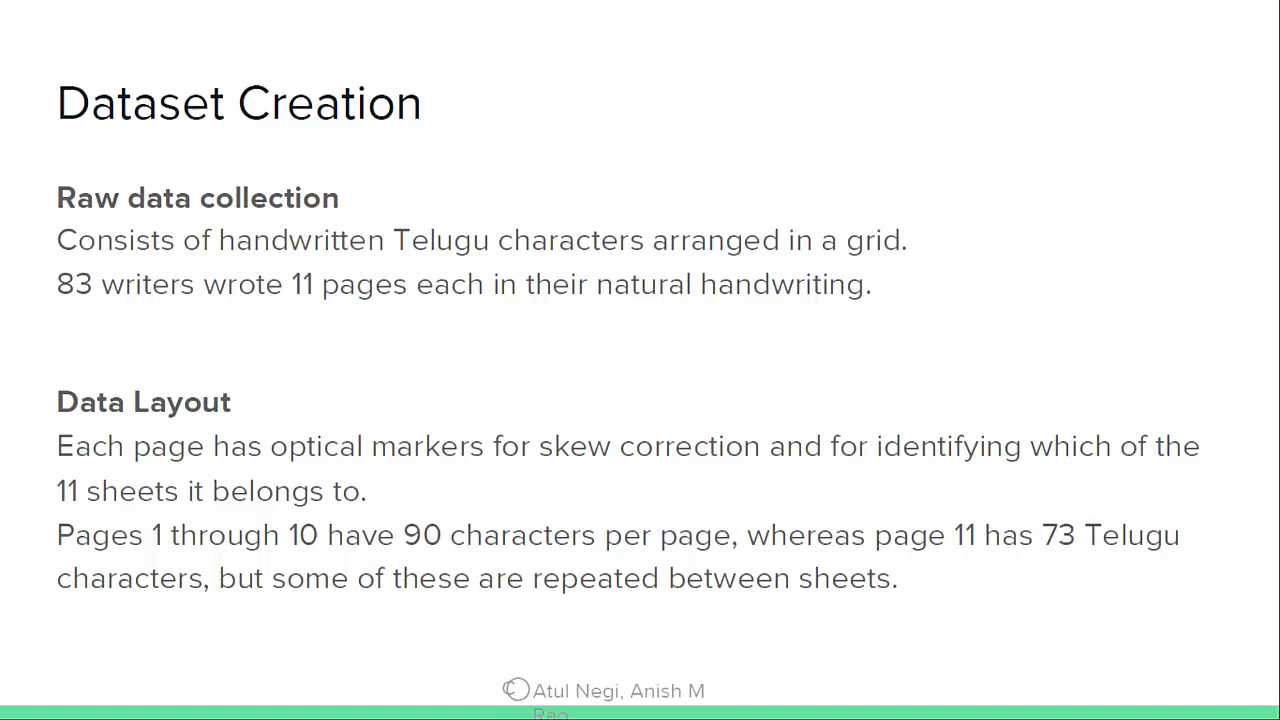 Dataset Creation
Raw data collection
Consists of handwritten Telugu characters arranged in a grid.
83 writers wrote 11 pages each in their natural handwriting.
Data Layout
Each page has optical markers for skew correction and for identifying which of the
11 sheets it belongs to.
Pages 1 through 10 have 90 characters per page, whereas page 11 has 73 Telugu
characters, but some of these are repeated between sheets.
© Atul Negi, Anish M
Rao